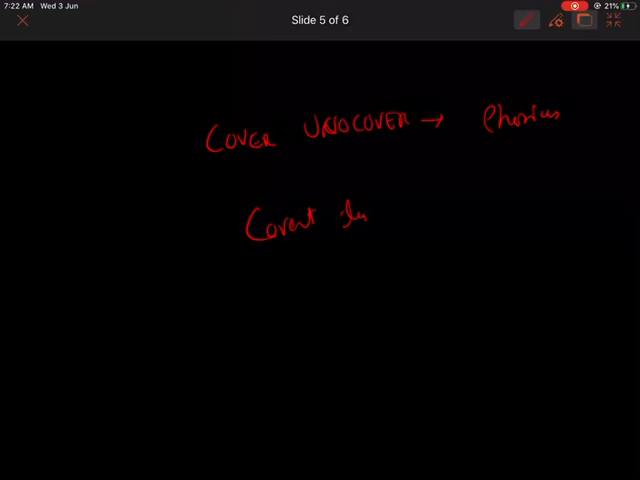 7:22 AM Wed 3 Jun
21%
Slide 5 of 6
COVER UNOCOVER → Phorias
Covert